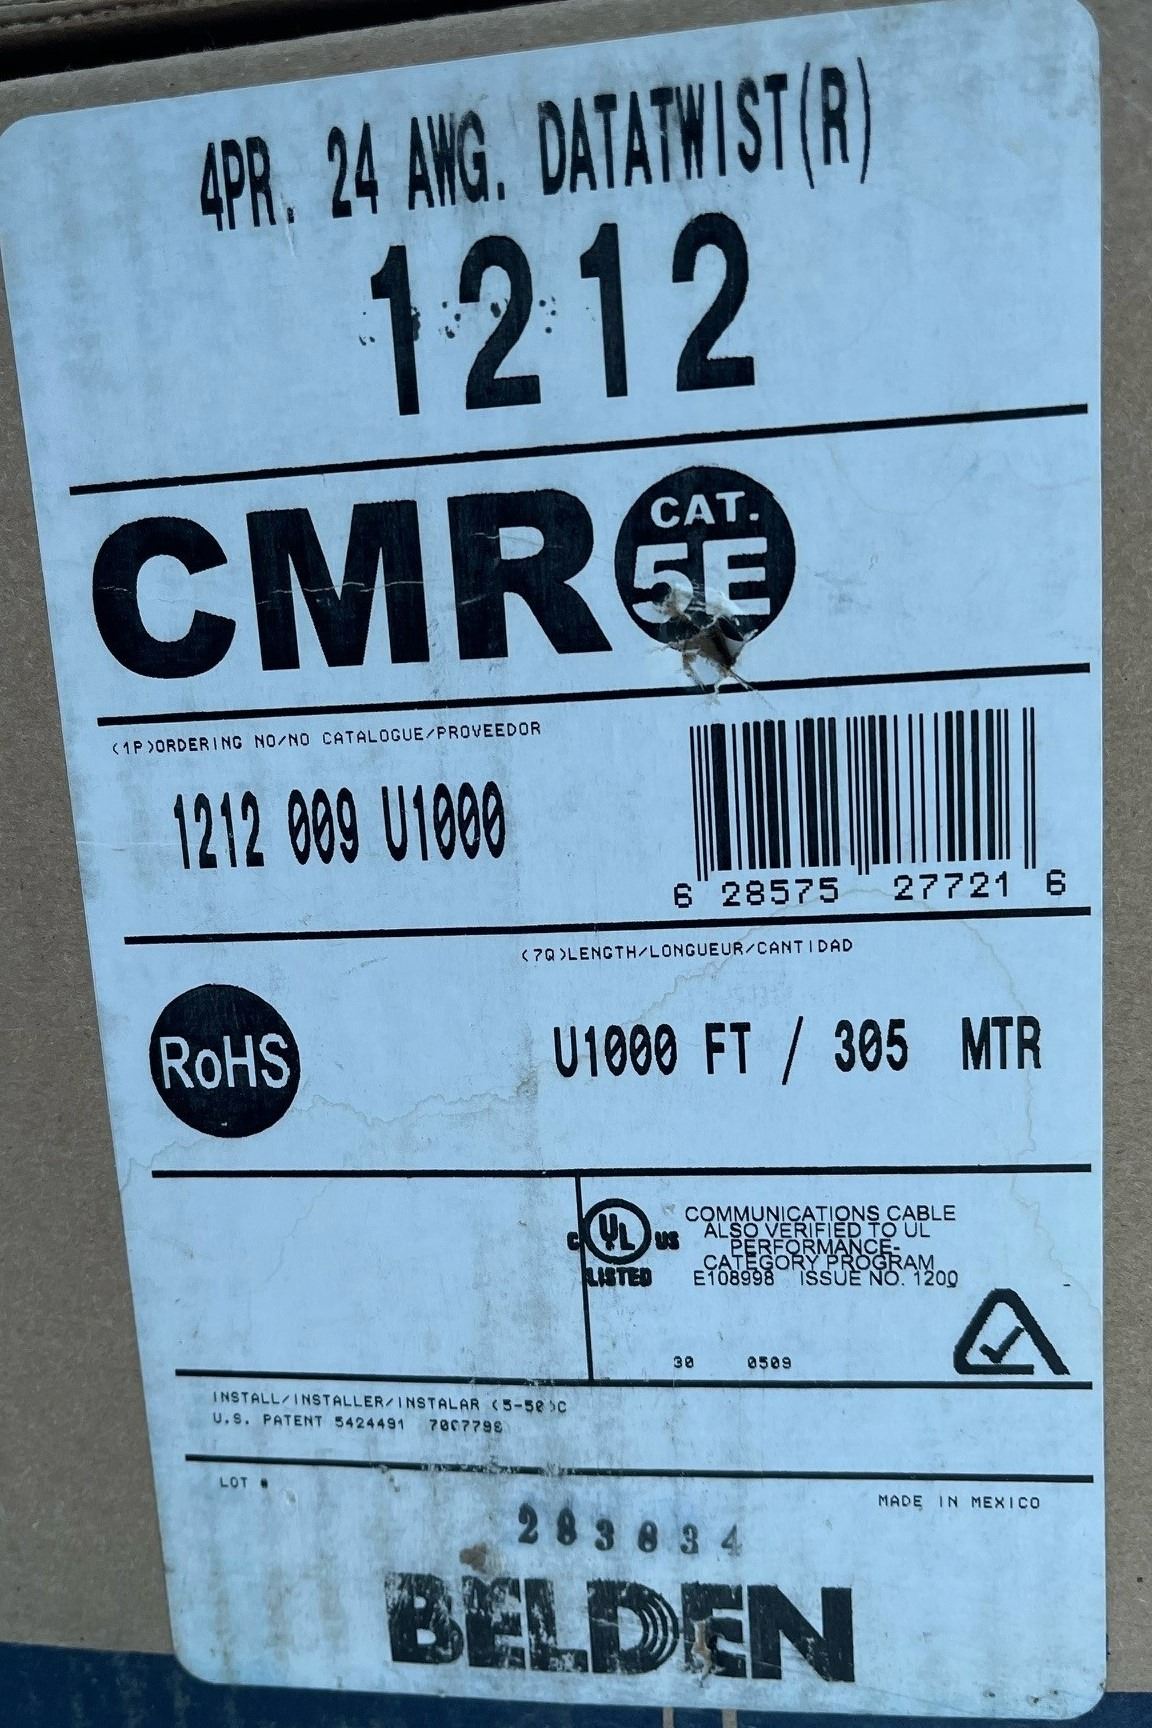 4PR. 24 AWG. DATATWIST(R)
1212
CMR
CAT.
5E
(1P)ORDERING NO/NO CATALOGUE/PROVEEDOR
1212 009 U1000
6 28575 27721 6
(7Q)LENGTH/LONGUEUR/CANTIDAD
RoHS
U1000 FT / 305 MTR
C UL US
LISTED
COMMUNICATIONS CABLE
ALSO VERIFIED TO UL
PERFORMANCE-
CATEGORY PROGRAM
E108998 ISSUE NO. 1200
30 0509
INSTALL/INSTALLER/INSTALAR (5-50)C
U.S. PATENT 5424491
LOT #
MADE IN MEXICO
BELDEN